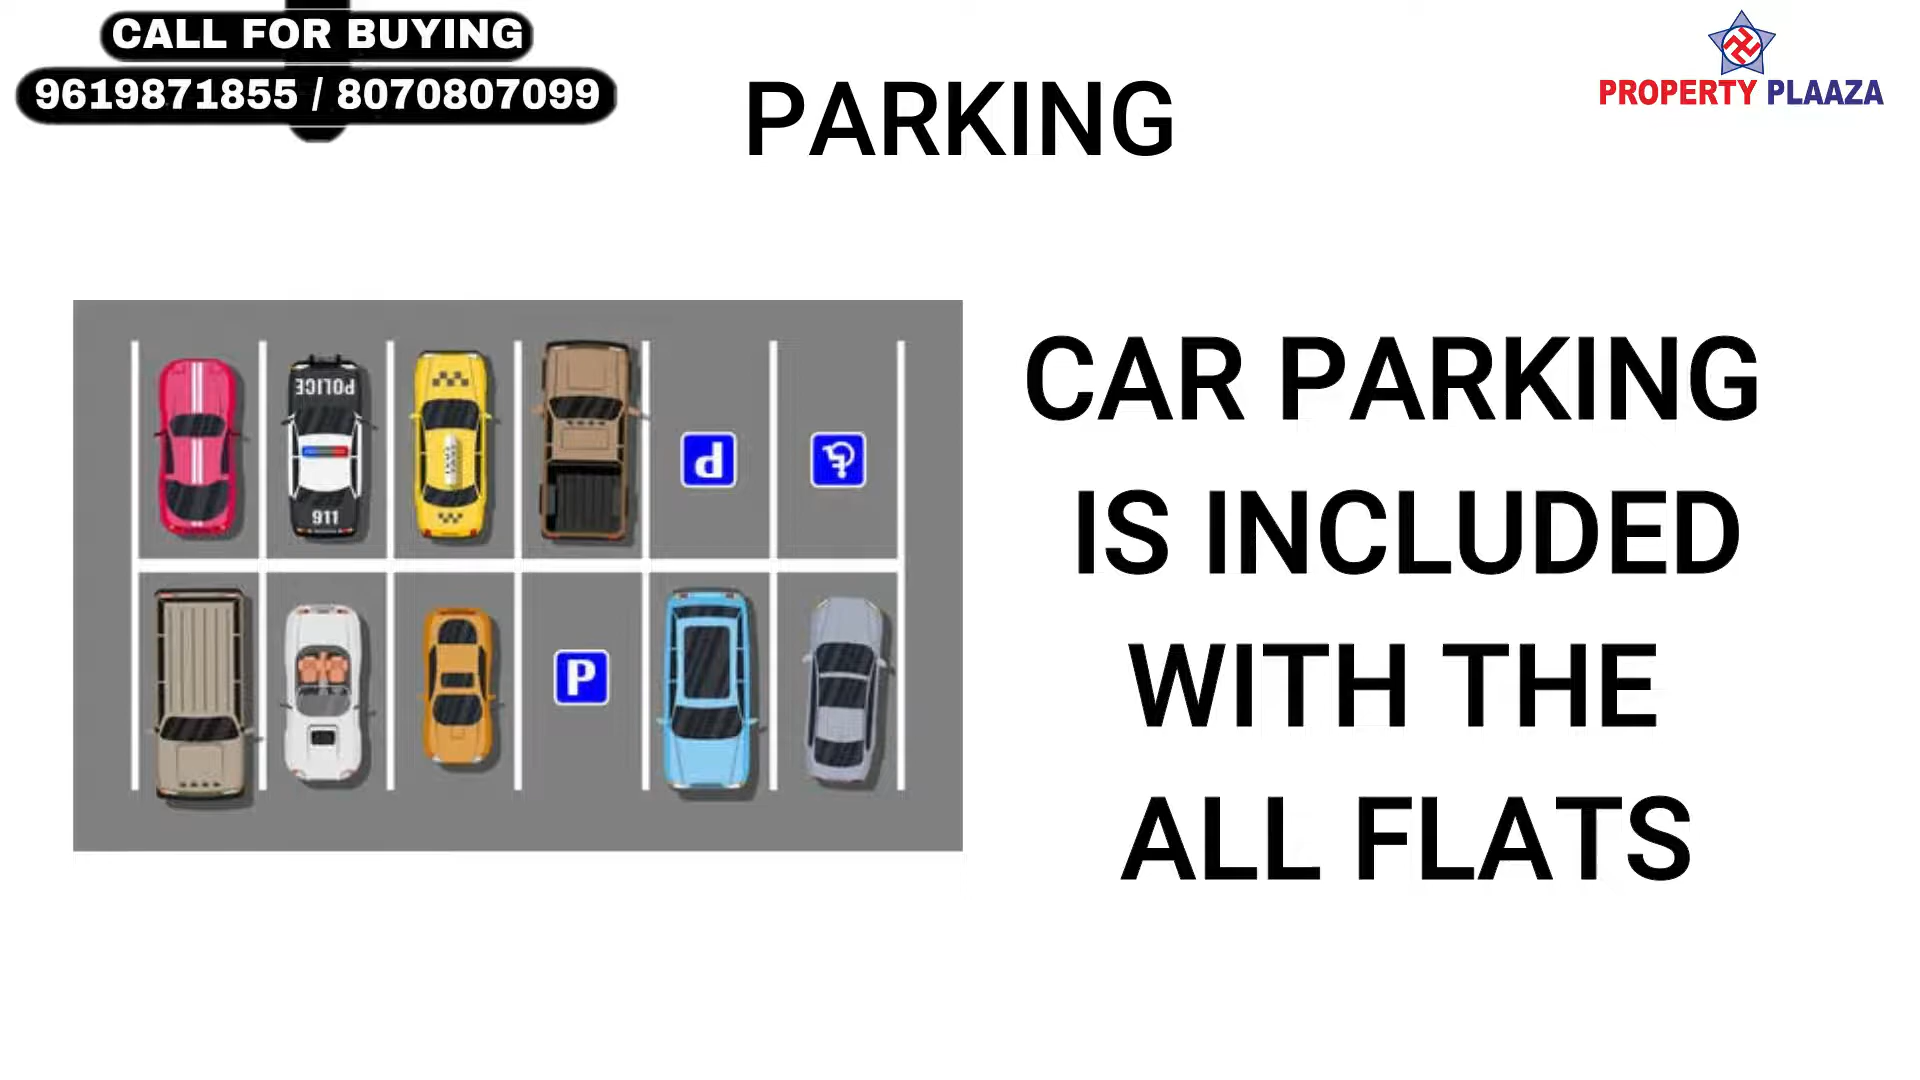 CALL FOR BUYING
9619871855 / 8070807099
PROPERTY PLAAZA
PARKING
POLICE
911
P
P
CAR PARKING
IS INCLUDED
WITH THE
ALL FLATS